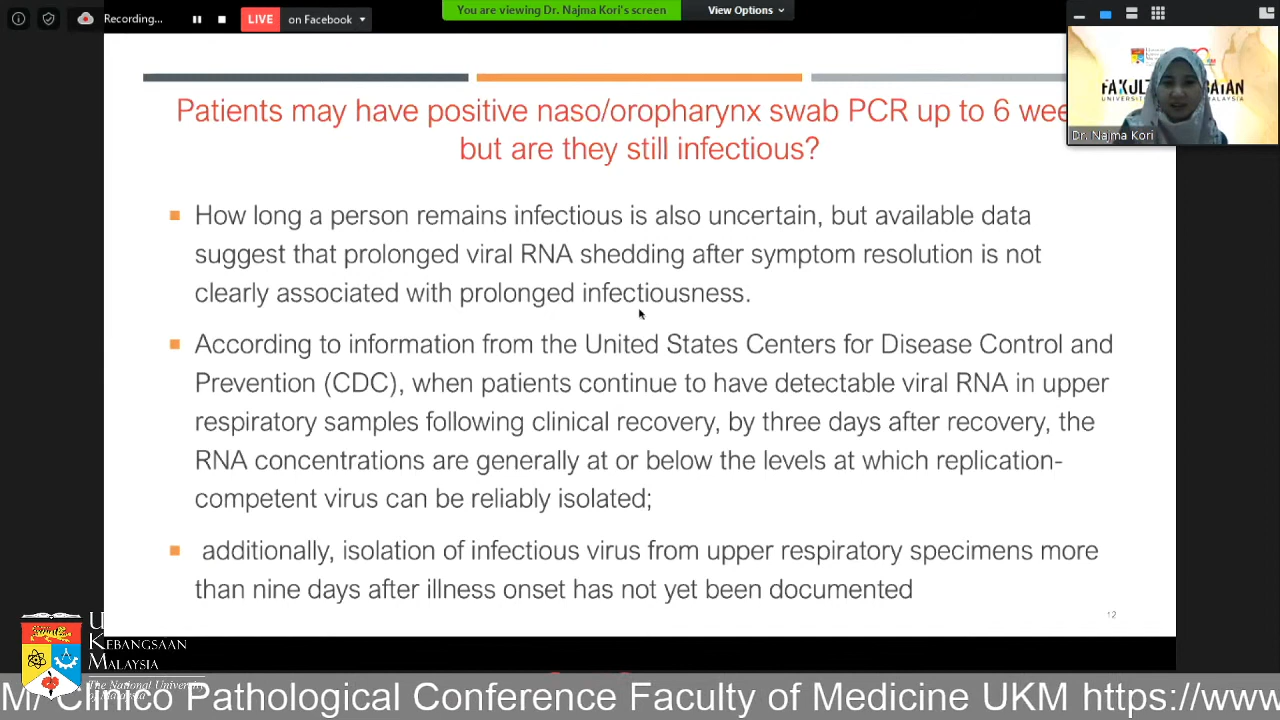 Recording...
LIVE
on Facebook
You are viewing Dr. Najma Kori's screen
View Options
Patients may have positive naso/oropharynx swab PCR up to 6 wee
but are they still infectious?
Dr. Najma Kori
How long a person remains infectious is also uncertain, but available data
suggest that prolonged viral RNA shedding after symptom resolution is not
clearly associated with prolonged infectiousness.
According to information from the United States Centers for Disease Control and
Prevention (CDC), when patients continue to have detectable viral RNA in upper
respiratory samples following clinical recovery, by three days after recovery, the
RNA concentrations are generally at or below the levels at which replication-
competent virus can be reliably isolated;
additionally, isolation of infectious virus from upper respiratory specimens more
than nine days after illness onset has not yet been documented
12
KEBANGSAAN
MALAYSIA
The National University
M/ Clinico Pathological Conference Faculty of Medicine UKM https://www